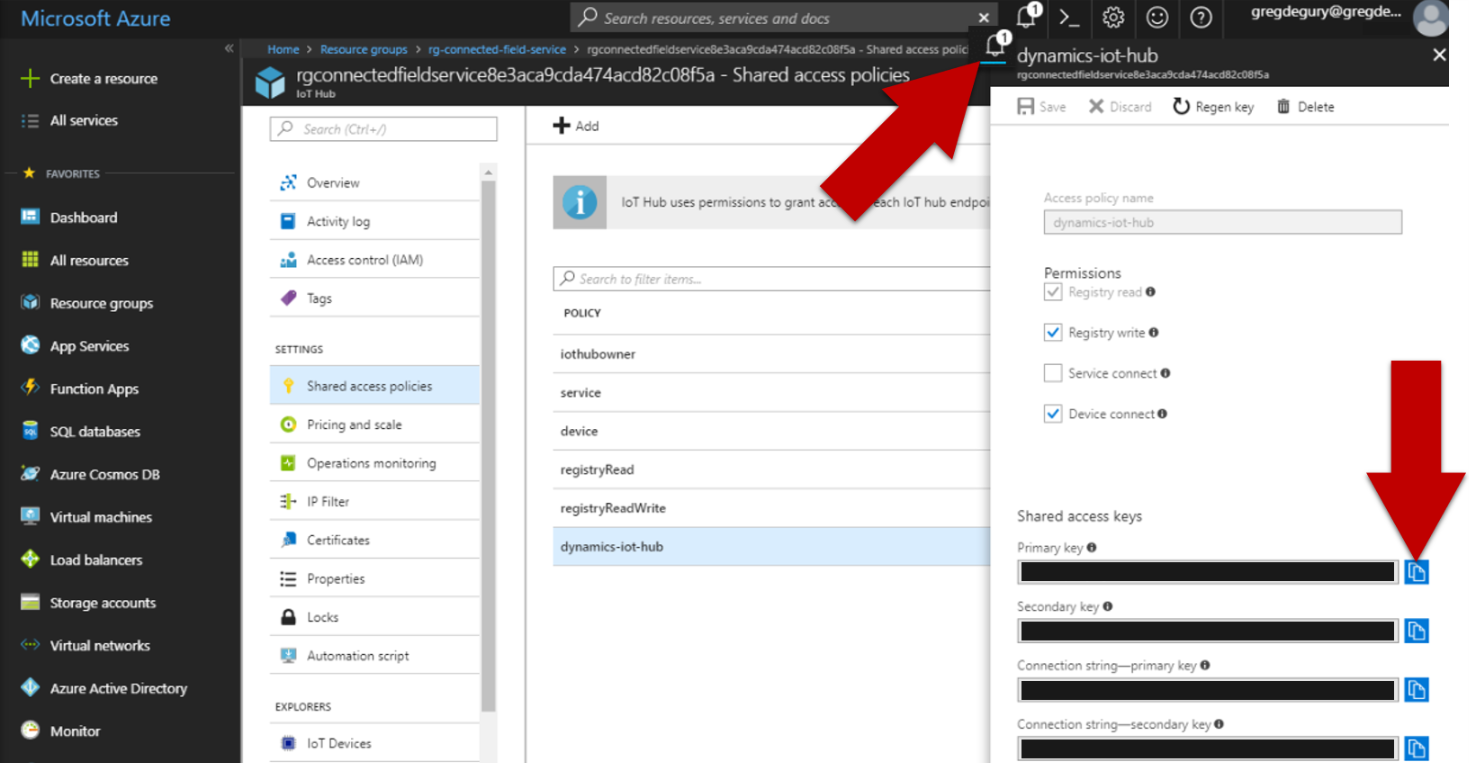 Microsoft Azure
Search resources, services and docs
1
gregdegury@gregde...
Home > Resource groups > rg-connected-field-service > rgconnectedfieldservice8e3aca9cda474acd82c08f5a - Shared access polic
1
rgconnectedfieldservice8e3aca9cda474acd82c08f5a - Shared access policies
IoT Hub
dynamics-iot-hub
rgconnectedfieldservice8e3aca9cda474acd82c08f5a
Create a resource
All services
FAVORITES
Dashboard
All resources
Resource groups
App Services
Function Apps
SQL databases
Azure Cosmos DB
Virtual machines
Load balancers
Storage accounts
Virtual networks
Azure Active Directory
Monitor
Search (Ctrl+/)
Overview
Activity log
Access control (IAM)
Tags
SETTINGS
Shared access policies
Pricing and scale
Operations monitoring
IP Filter
Certificates
Properties
Locks
Automation script
EXPLORERS
IoT Devices
Add
IoT Hub uses permissions to grant acc each IoT hub endpoi
Search to filter items...
POLICY
iothubowner
service
device
registryRead
registryReadWrite
dynamics-iot-hub
Save
Discard
Regen key
Delete
Access policy name
dynamics-iot-hub
Permissions
Registry read
Registry write
Service connect
Device connect
Shared access keys
Primary key
Secondary key
Connection string—primary key
Connection string—secondary key